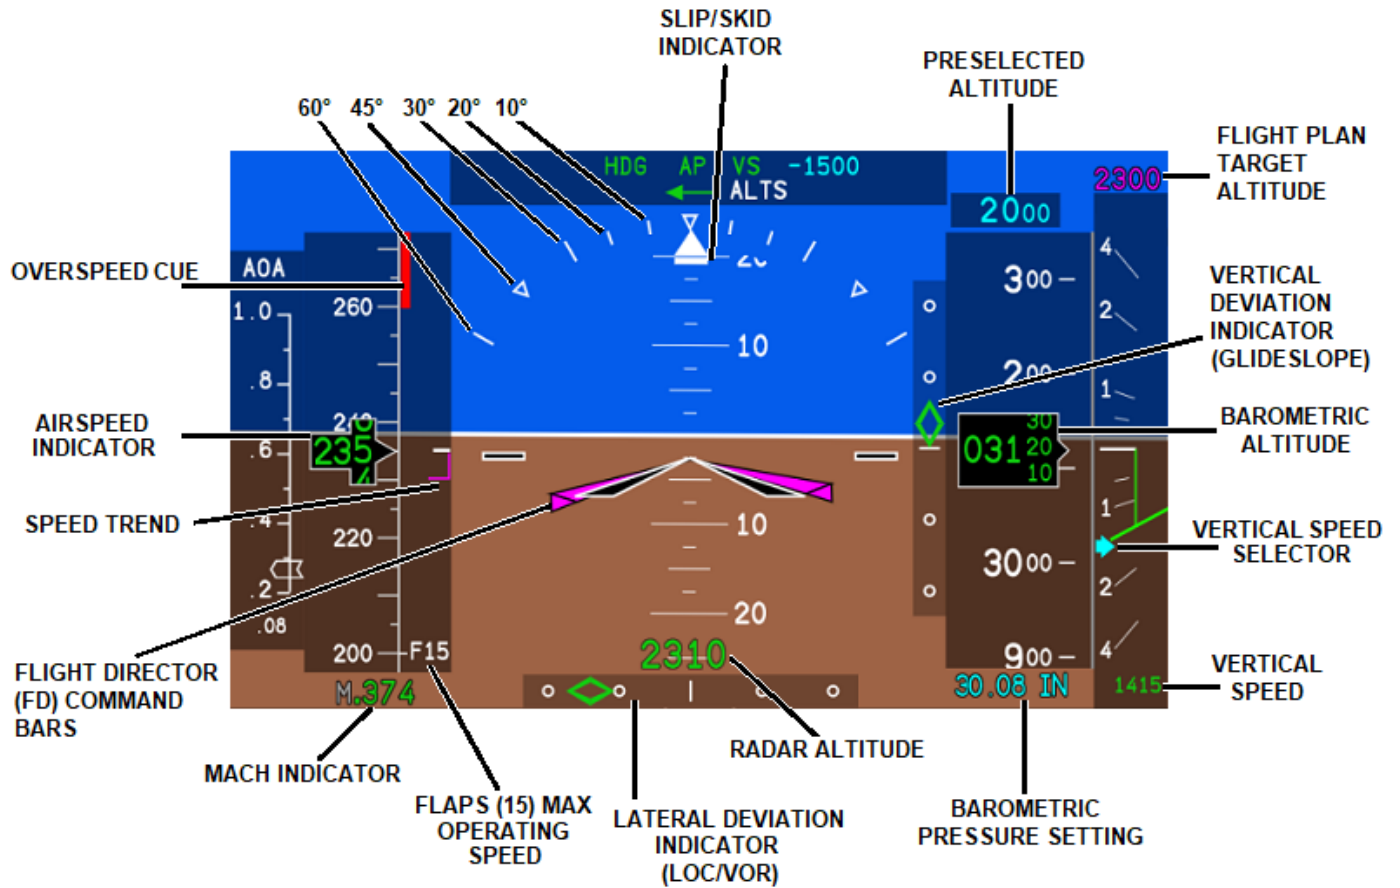 SLIP/SKID
INDICATOR
PRESELECTED
ALTITUDE
60° 45° 30° 20° 10°
FLIGHT PLAN
TARGET
ALTITUDE
HDG AP VS -1500
ALTS
2300
2000
OVERSPEED CUE
AOA
1.0
.8
.6
.4
.2
.08
260
240
235
220
200
F15
M.374
20
10
10
20
2310
300
200
031
30
20
10
3000
900
30.08 IN
4
2
1
1
2
4
1415
VERTICAL
DEVIATION
INDICATOR
(GLIDESLOPE)
AIRSPEED
INDICATOR
BAROMETRIC
ALTITUDE
SPEED TREND
VERTICAL SPEED
SELECTOR
FLIGHT DIRECTOR
(FD) COMMAND
BARS
VERTICAL
SPEED
MACH INDICATOR
RADAR ALTITUDE
FLAPS (15) MAX
OPERATING
SPEED
LATERAL DEVIATION
INDICATOR
(LOC/VOR)
BAROMETRIC
PRESSURE SETTING